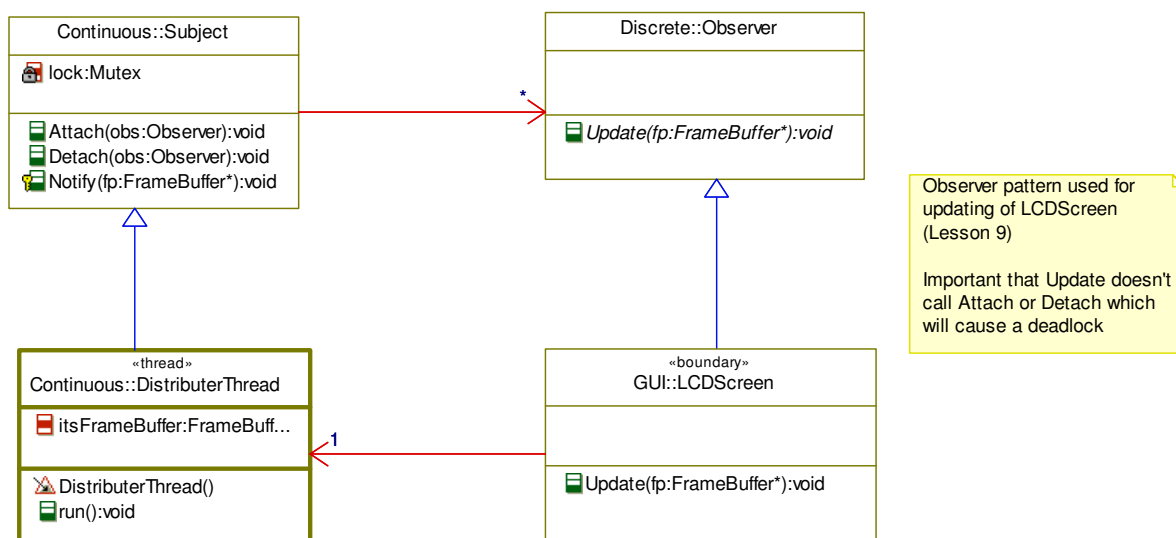 Continuous::Subject
lock:Mutex
Attach(obs:Observer):void
Detach(obs:Observer):void
Notify(fp:FrameBuffer*):void
*
Discrete::Observer
Update(fp:FrameBuffer*):void
Observer pattern used for
updating of LCDScreen
(Lesson 9)
Important that Update doesn't
call Attach or Detach which
will cause a deadlock
«thread»
Continuous::DistributerThread
itsFrameBuffer:FrameBuff...
DistributerThread()
run():void
1
«boundary»
GUI::LCDScreen
Update(fp:FrameBuffer*):void